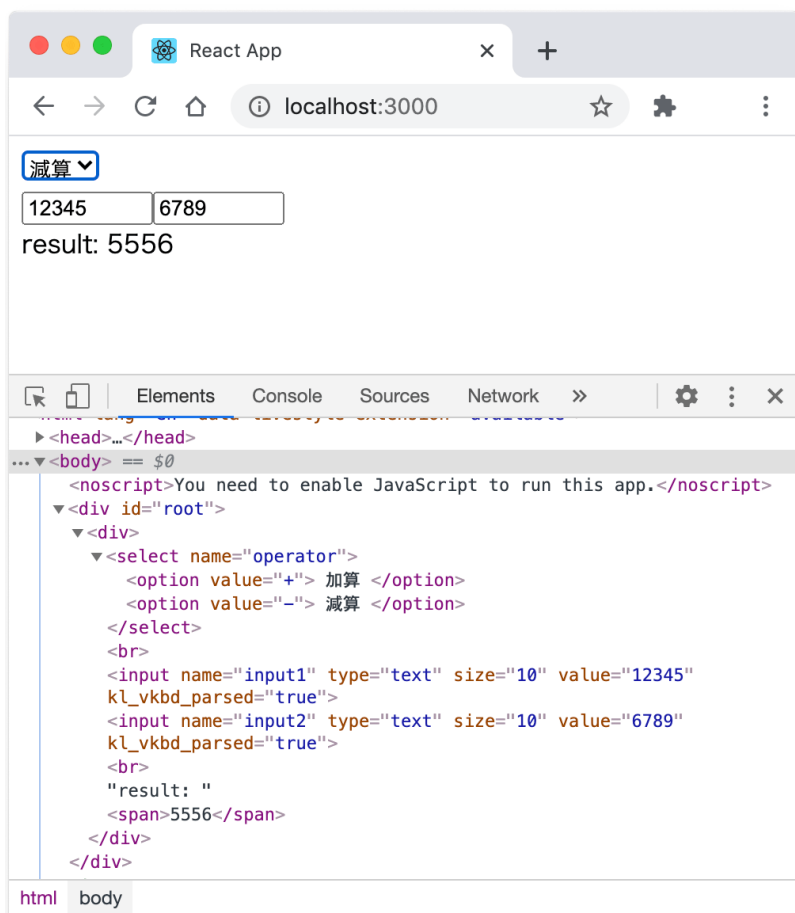 React App
localhost:3000
減算
12345 6789
result: 5556
Elements Console Sources Network »
<head>…</head>
<body> == $0
<noscript>You need to enable JavaScript to run this app.</noscript>
<div id="root">
<div>
<select name="operator">
<option value="+"> 加算 </option>
<option value="−"> 減算 </option>
</select>
<br>
<input name="input1" type="text" size="10" value="12345"
kl_vkbd_parsed="true">
<input name="input2" type="text" size="10" value="6789"
kl_vkbd_parsed="true">
<br>
"result: "
<span>5556</span>
</div>
</div>
html body